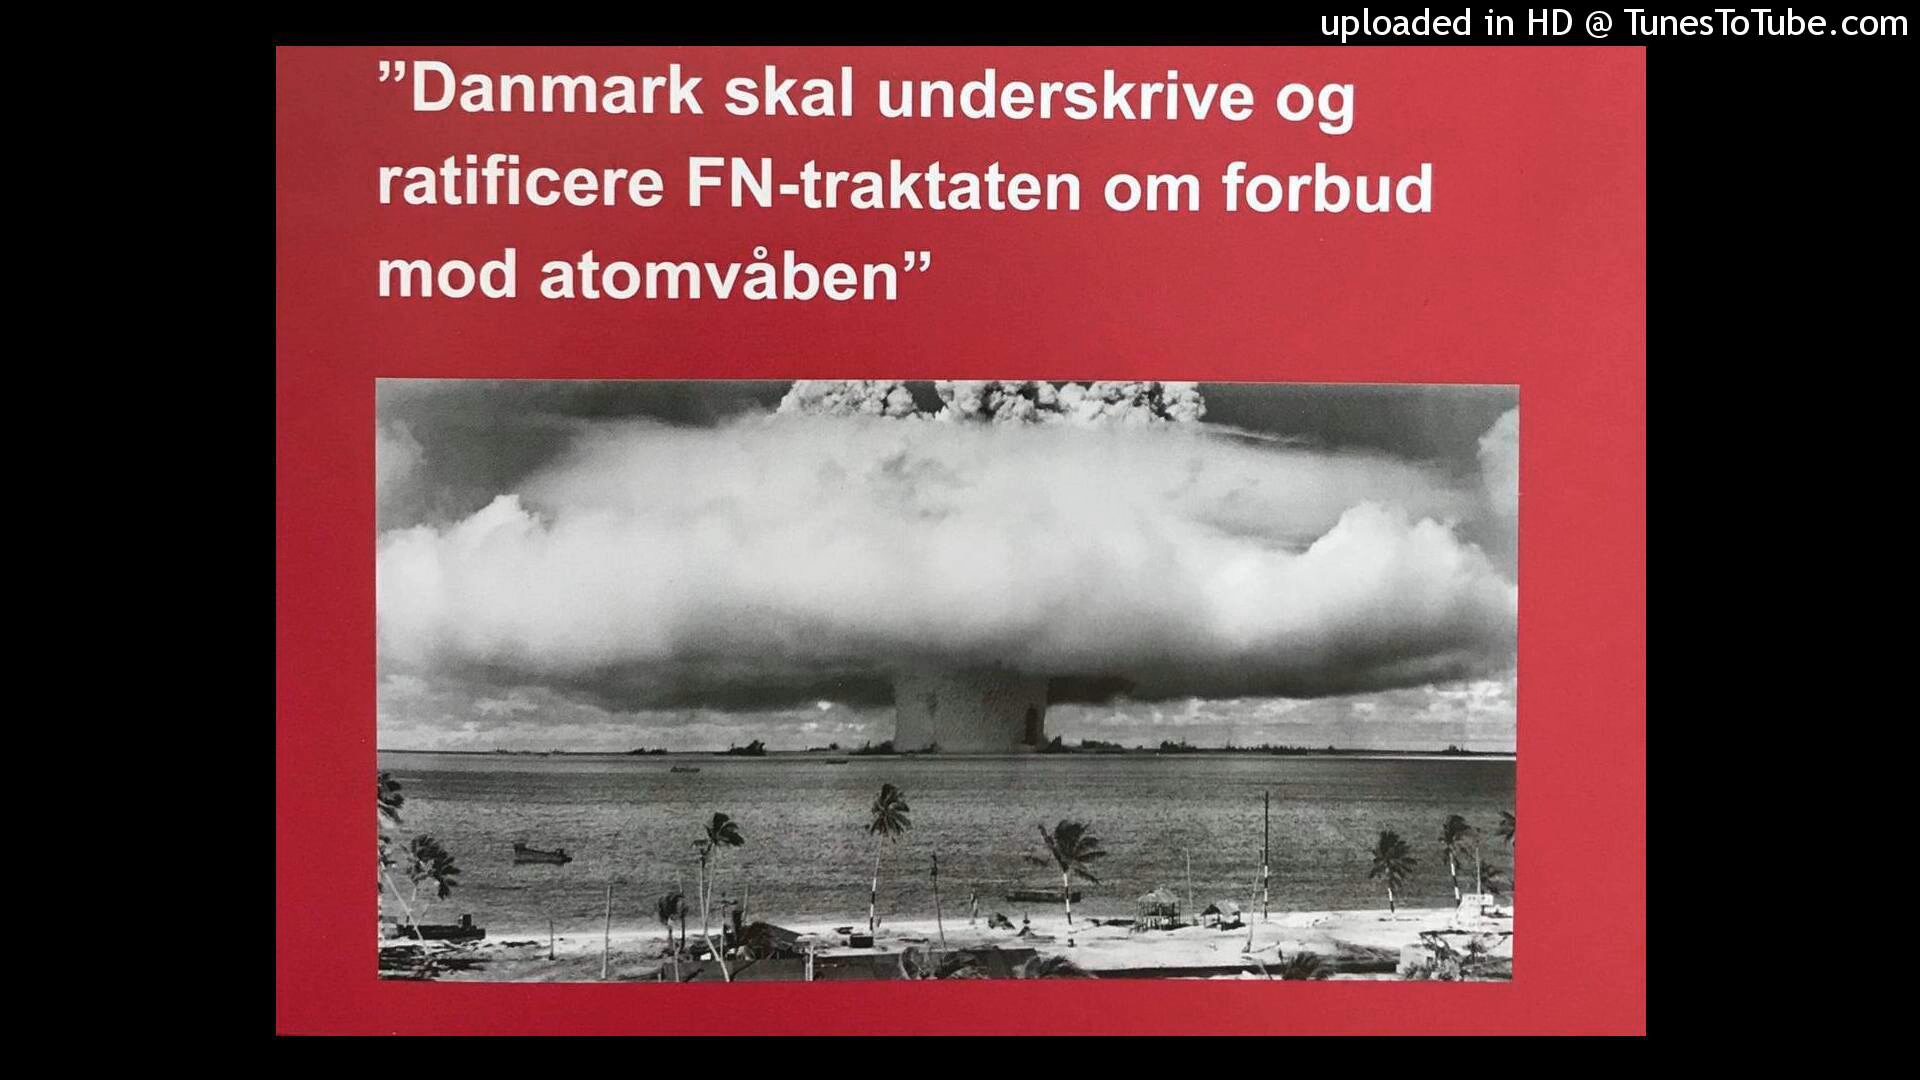 uploaded in HD @ TunesToTube.com
”Danmark skal underskrive og
ratificere FN-traktaten om forbud
mod atomvåben”